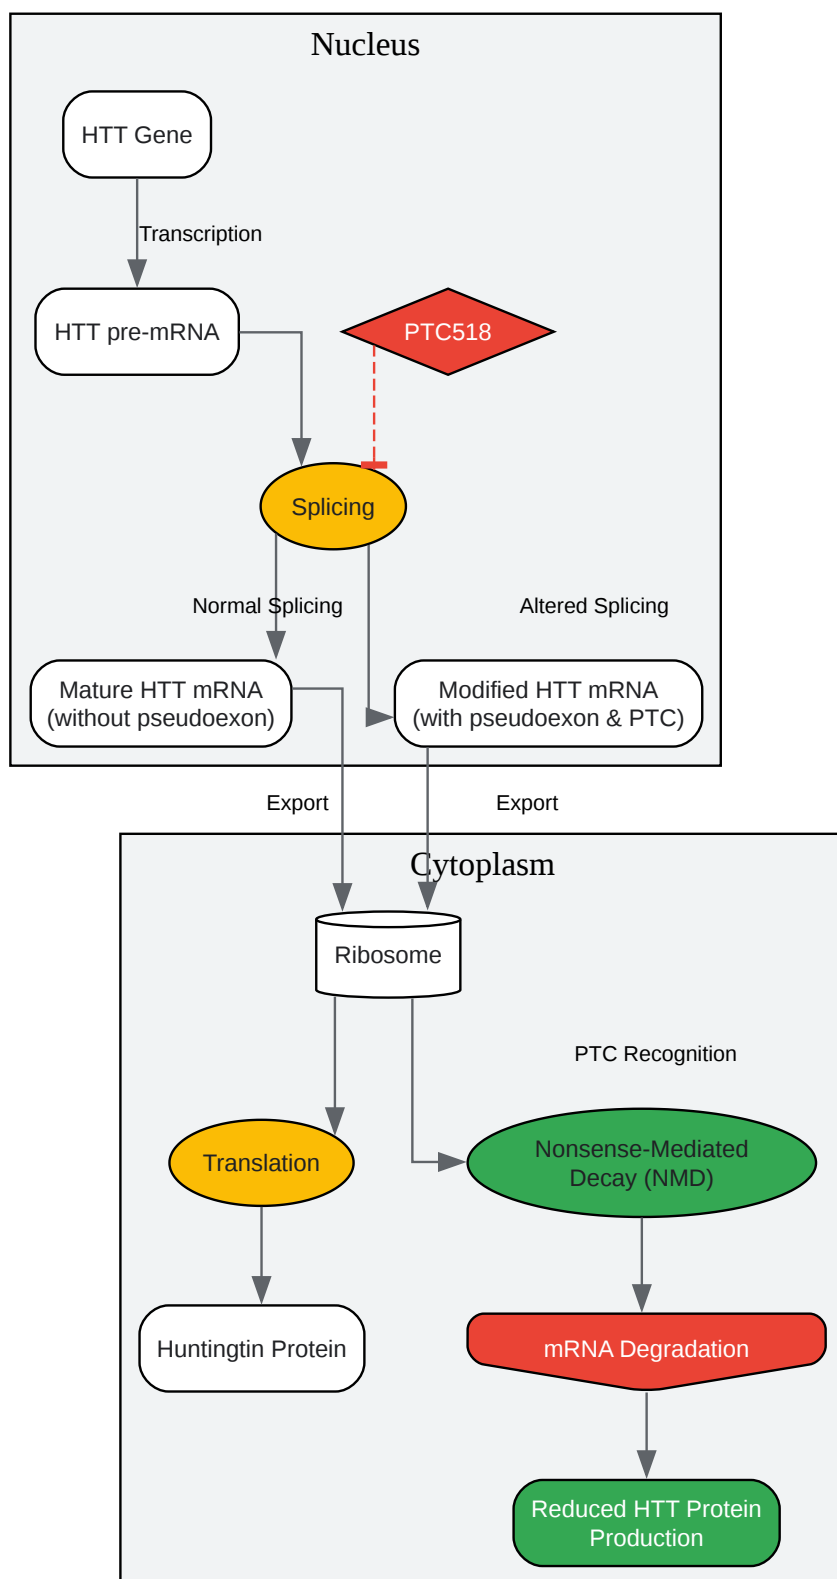 Nucleus
HTT Gene
Transcription
HTT pre-mRNA
PTC518
Splicing
Normal Splicing
Altered Splicing
Mature HTT mRNA
(without pseudoexon)
Modified HTT mRNA
(with pseudoexon & PTC)
Export
Export
Cytoplasm
Ribosome
PTC Recognition
Translation
Nonsense-Mediated
Decay (NMD)
Huntingtin Protein
mRNA Degradation
Reduced HTT Protein
Production